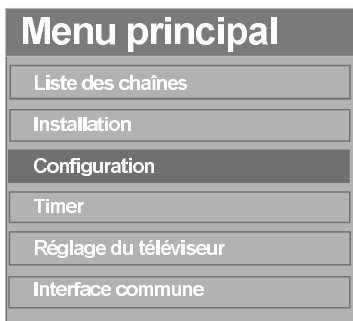 Menu principal
Liste des chaînes
Installation
Configuration
Timer
Réglage du téléviseur
Interface commune